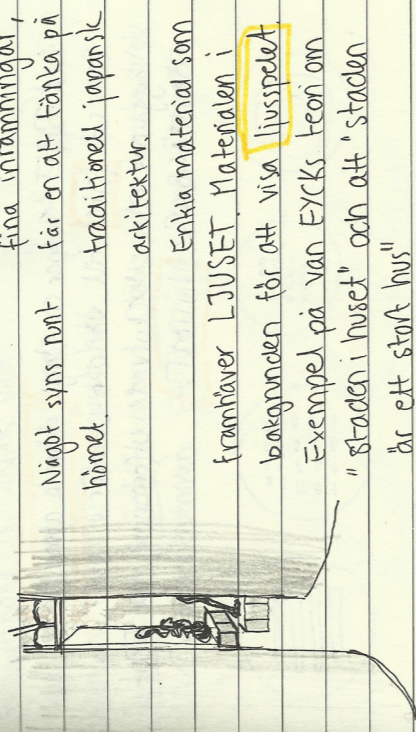 fina inramningar,
Något syns runt
hörnet.
får en att tänka på
traditionell japansk
arkitektur.
Enkla material som
framhäver LJUSET. Materialen i
bakgrunden för att visa ljusspelet.
Exempel på van EYCKs teori om
"staden i huset" och att "staden
är ett stort hus"